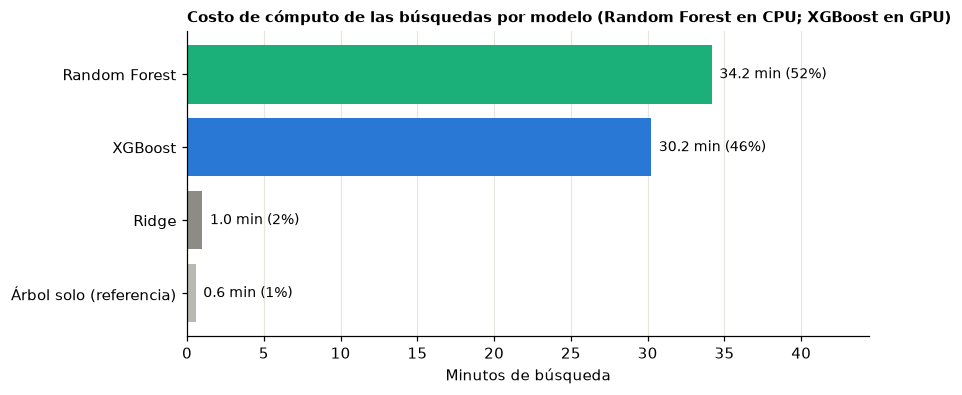 Costo de cómputo de las búsquedas por modelo (Random Forest en CPU; XGBoost en GPU)
Random Forest
34.2 min (52%)
XGBoost
30.2 min (46%)
Ridge
1.0 min (2%)
Árbol solo (referencia)
0.6 min (1%)
0 5 10 15 20 25 30 35 40
Minutos de búsqueda